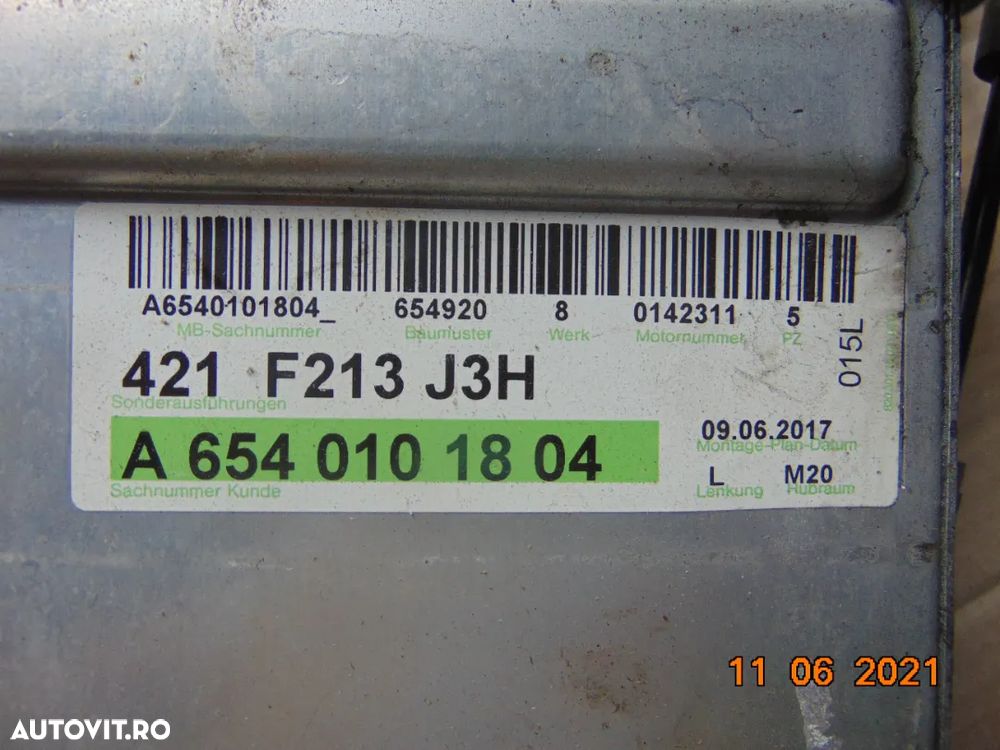 A6540101804_ 654920 8 0142311 5
MB-Sachnummer Baumuster Werk Motornummer PZ
421 F213 J3H
015L
Sonderausführungen
09.06.2017
Montage-Plan-Datum
A 654 010 18 04
L M20
Sachnummer Kunde
Lenkung Hubraum
11 06 2021
AUTOVIT.RO